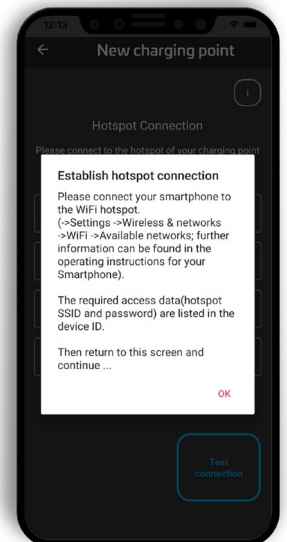 12:13
New charging point
i
Hotspot Connection
Please connect to the hotspot of your charging point
Establish hotspot connection
Please connect your smartphone to
the WiFi hotspot.
(->Settings ->Wireless & networks
->WiFi ->Available networks; further
information can be found in the
operating instructions for your
Smartphone).
The required access data(hotspot
SSID and password) are listed in the
device ID.
Then return to this screen and
continue ...
OK
Test
connection